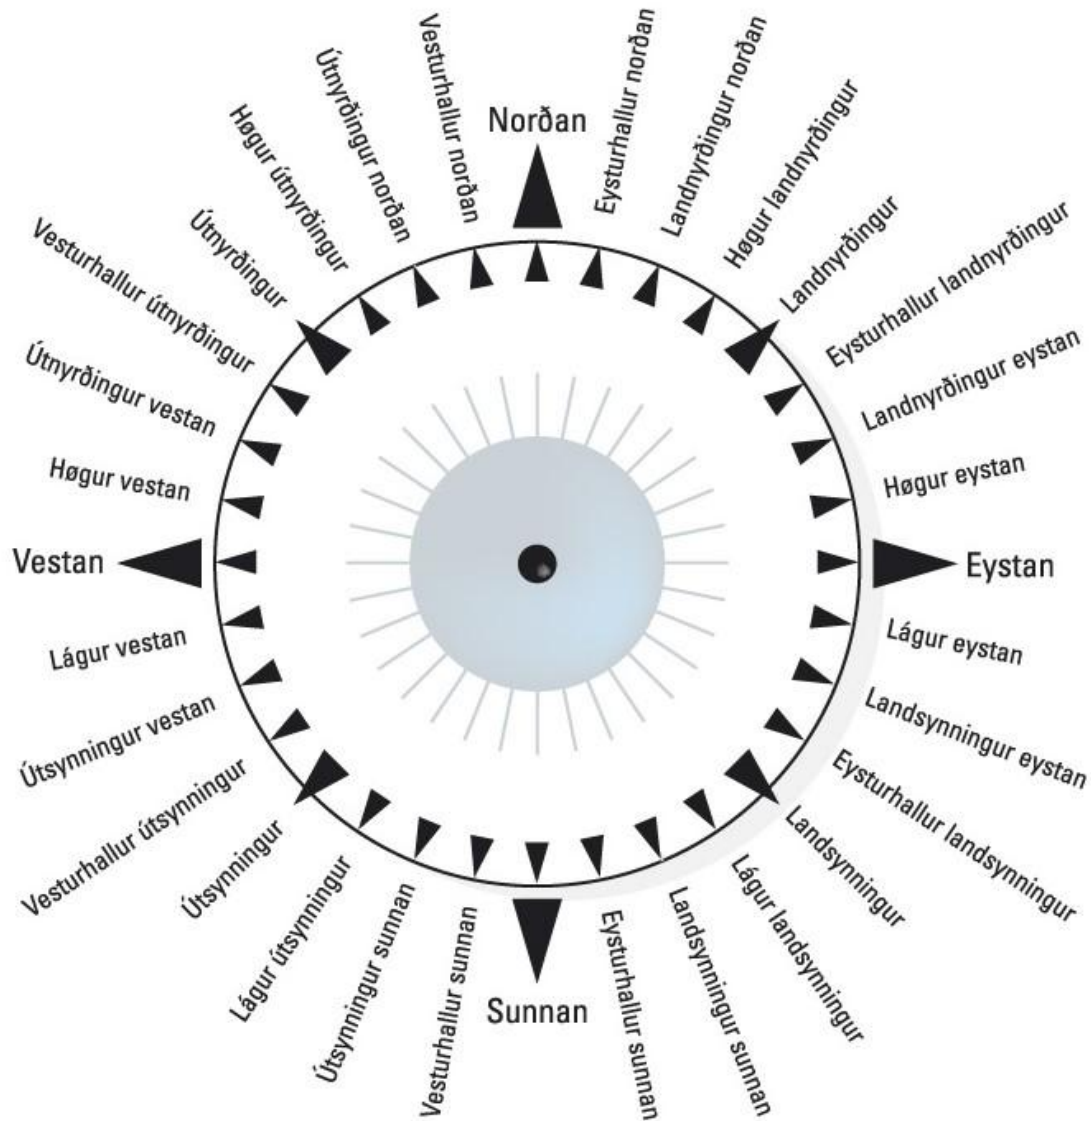 Norðan
Eysturhallur norðan
Landnyrðingur norðan
Høgur landnyrðingur
Landnyrðingur
Eysturhallur landnyrðingur
Landnyrðingur eystan
Høgur eystan
Eystan
Lágur eystan
Landsynningur eystan
Eysturhallur landsynningur
Landsynningur
Lágur landsynningur
Landsynningur sunnan
Eysturhallur sunnan
Sunnan
Vesturhallur sunnan
Útsynningur sunnan
Lágur útsynningur
Útsynningur
Vesturhallur útsynningur
Útsynningur vestan
Lágur vestan
Vestan
Høgur vestan
Útnyrðingur vestan
Vesturhallur útnyrðingur
Útnyrðingur
Høgur útnyrðingur
Útnyrðingur norðan
Vesturhallur norðan